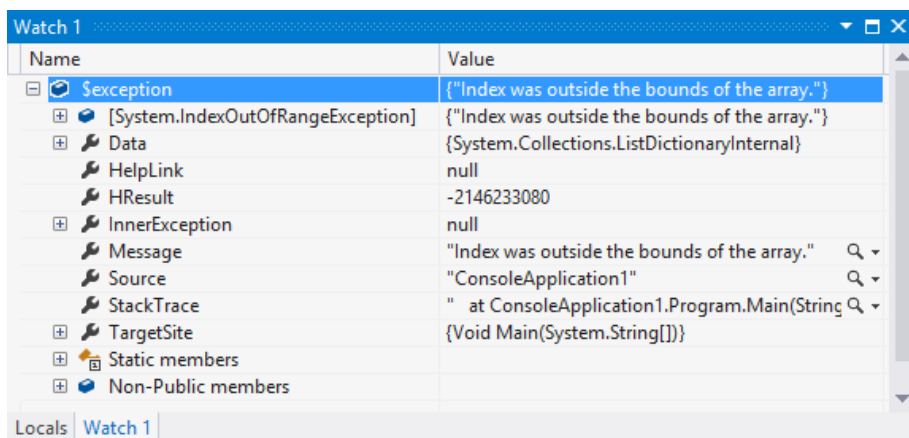 Watch 1
Name Value
$exception {"Index was outside the bounds of the array."}
[System.IndexOutOfRangeException] {"Index was outside the bounds of the array."}
Data {System.Collections.ListDictionaryInternal}
HelpLink null
HResult -2146233080
InnerException null
Message "Index was outside the bounds of the array."
Source "ConsoleApplication1"
StackTrace "   at ConsoleApplication1.Program.Main(String
TargetSite {Void Main(System.String[])}
Static members
Non-Public members
Locals Watch 1